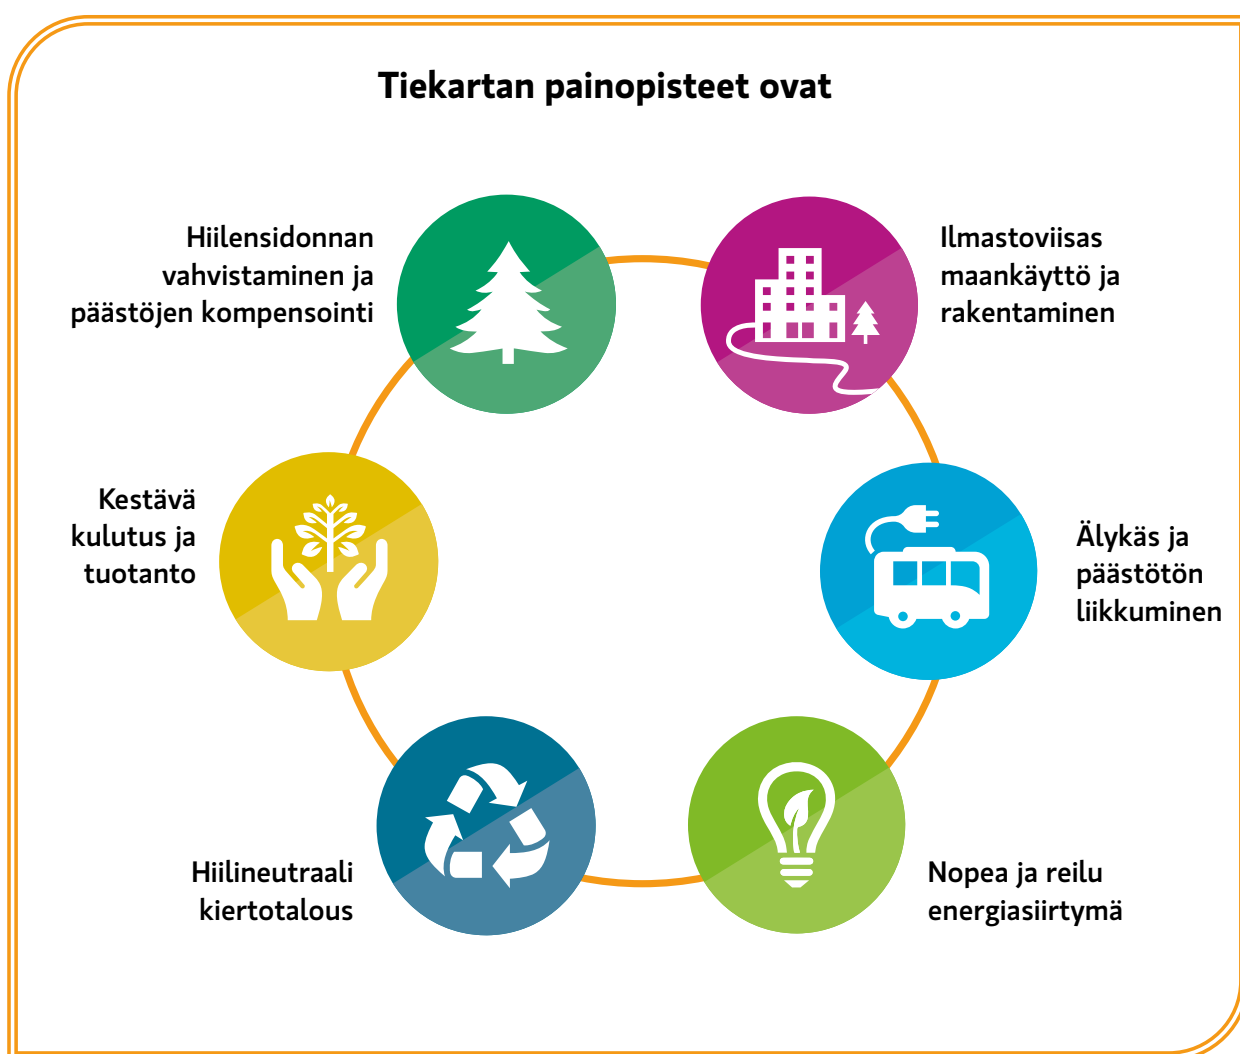 Tiekartan painopisteet ovat
Hiilensidonnan
vahvistaminen ja
päästöjen kompensointi
Ilmastoviisas
maankäyttö ja
rakentaminen
Kestävä
kulutus ja
tuotanto
Älykäs ja
päästötön
liikkuminen
Hiilineutraali
kiertotalous
Nopea ja reilu
energiasiirtymä